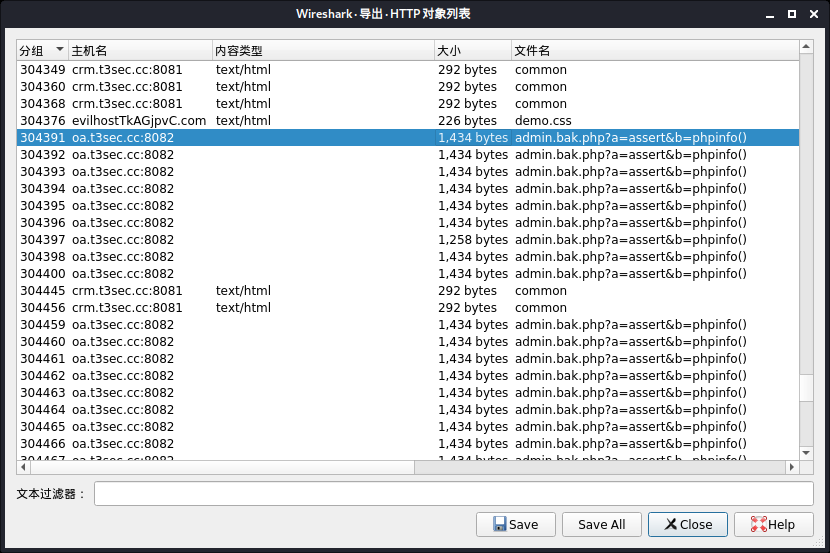 Wireshark · 导出 · HTTP 对象列表
分组 主机名 内容类型 大小 文件名
304349 crm.t3sec.cc:8081 text/html 292 bytes common
304360 crm.t3sec.cc:8081 text/html 292 bytes common
304368 crm.t3sec.cc:8081 text/html 292 bytes common
304376 evilhostTkAGjpvC.com text/html 226 bytes demo.css
304391 oa.t3sec.cc:8082 1,434 bytes admin.bak.php?a=assert&b=phpinfo()
304392 oa.t3sec.cc:8082 1,434 bytes admin.bak.php?a=assert&b=phpinfo()
304393 oa.t3sec.cc:8082 1,434 bytes admin.bak.php?a=assert&b=phpinfo()
304394 oa.t3sec.cc:8082 1,434 bytes admin.bak.php?a=assert&b=phpinfo()
304395 oa.t3sec.cc:8082 1,434 bytes admin.bak.php?a=assert&b=phpinfo()
304396 oa.t3sec.cc:8082 1,434 bytes admin.bak.php?a=assert&b=phpinfo()
304397 oa.t3sec.cc:8082 1,258 bytes admin.bak.php?a=assert&b=phpinfo()
304398 oa.t3sec.cc:8082 1,434 bytes admin.bak.php?a=assert&b=phpinfo()
304400 oa.t3sec.cc:8082 1,434 bytes admin.bak.php?a=assert&b=phpinfo()
304445 crm.t3sec.cc:8081 text/html 292 bytes common
304456 crm.t3sec.cc:8081 text/html 292 bytes common
304459 oa.t3sec.cc:8082 1,434 bytes admin.bak.php?a=assert&b=phpinfo()
304460 oa.t3sec.cc:8082 1,434 bytes admin.bak.php?a=assert&b=phpinfo()
304461 oa.t3sec.cc:8082 1,434 bytes admin.bak.php?a=assert&b=phpinfo()
304462 oa.t3sec.cc:8082 1,434 bytes admin.bak.php?a=assert&b=phpinfo()
304463 oa.t3sec.cc:8082 1,434 bytes admin.bak.php?a=assert&b=phpinfo()
304464 oa.t3sec.cc:8082 1,434 bytes admin.bak.php?a=assert&b=phpinfo()
304465 oa.t3sec.cc:8082 1,434 bytes admin.bak.php?a=assert&b=phpinfo()
304466 oa.t3sec.cc:8082 1,434 bytes admin.bak.php?a=assert&b=phpinfo()
文本过滤器：
Save Save All Close Help